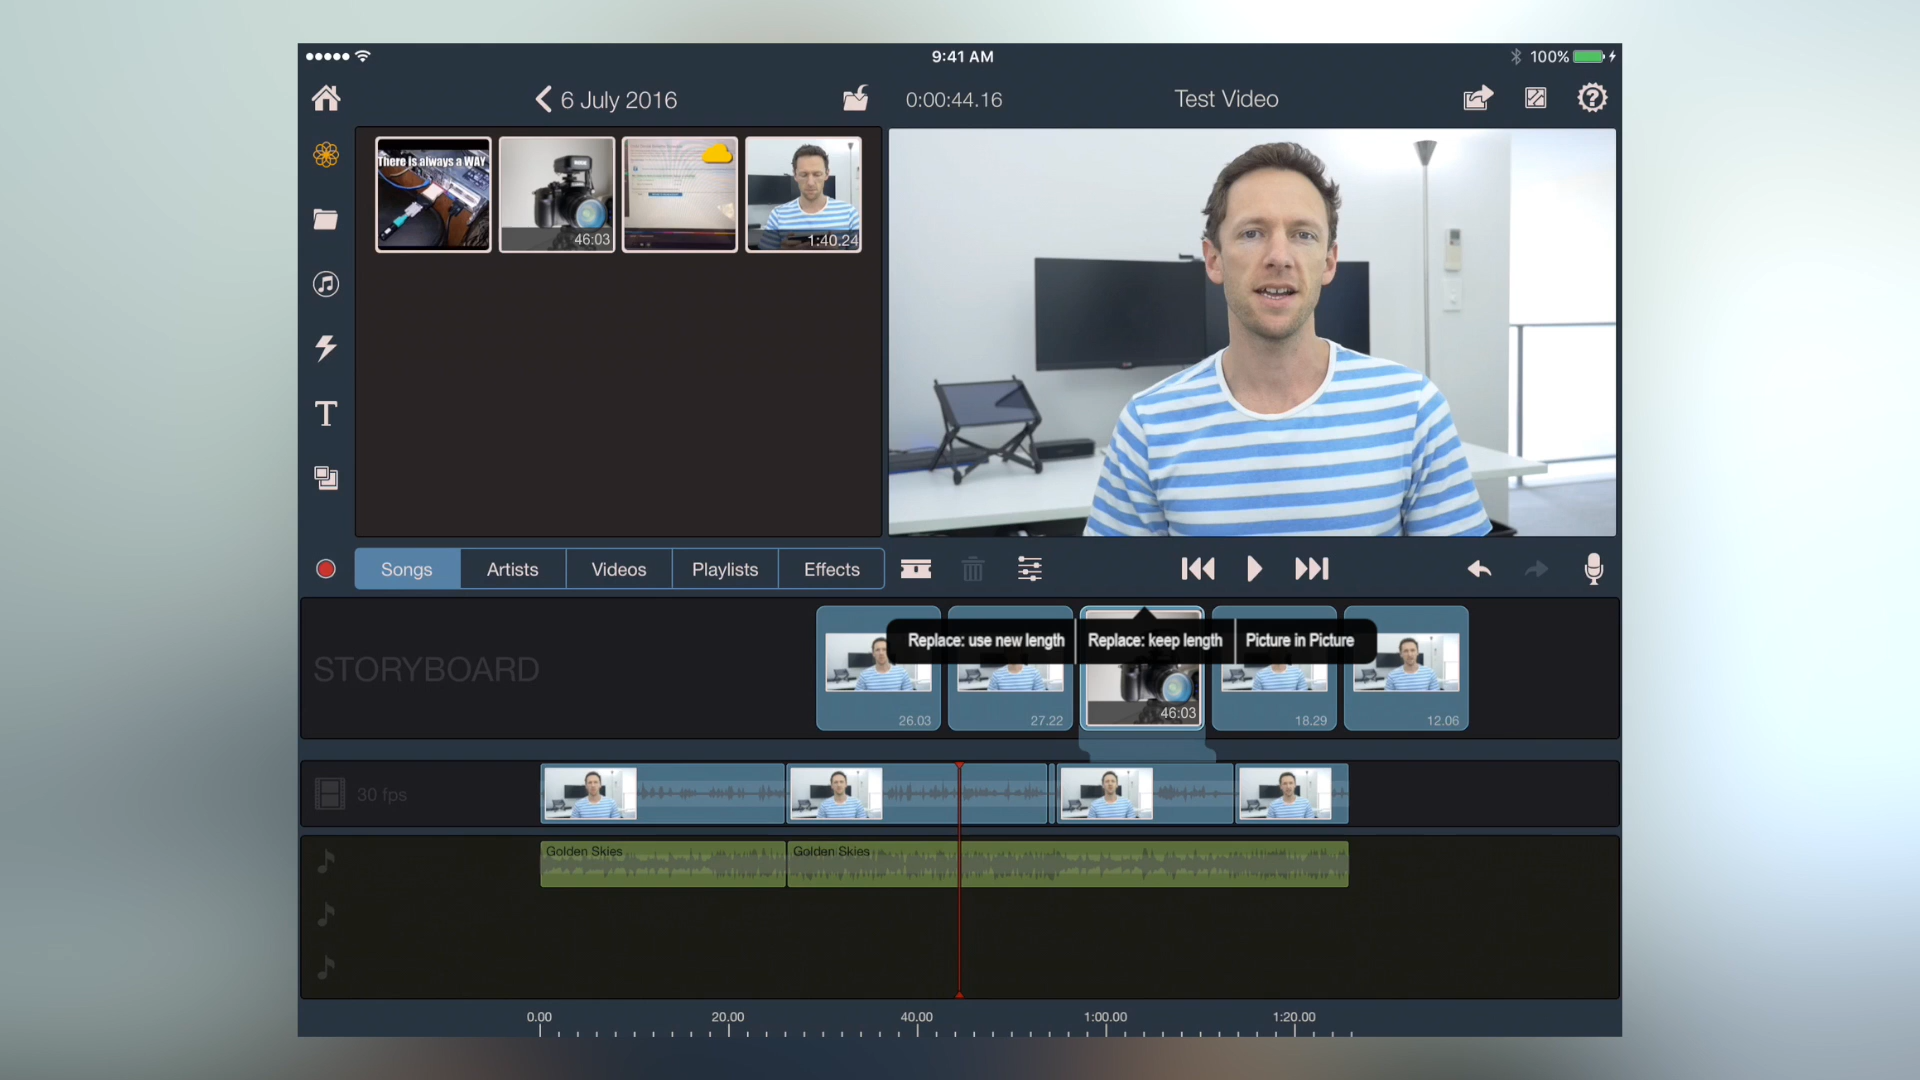 9:41 AM
100%
6 July 2016
0:00:44.16
Test Video
There is always a WAY
46:03
1:40.24
Songs
Artists
Videos
Playlists
Effects
Replace: use new length
Replace: keep length
Picture in Picture
STORYBOARD
26.03
27.22
46:03
18.29
12.06
30 fps
Golden Skies
Golden Skies
0.00
20.00
40.00
1:00.00
1:20.00